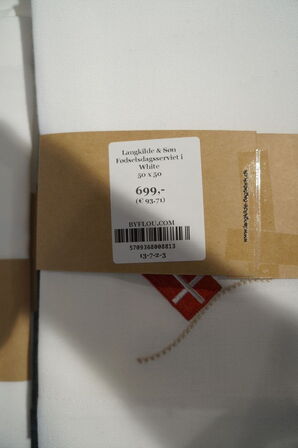 Langkilde & Søn
Fødselsdagsserviet i
White
50 x 50
699,-
(€ 93,71)
BYFLOU.COM
5709368008813
13-7-2-3